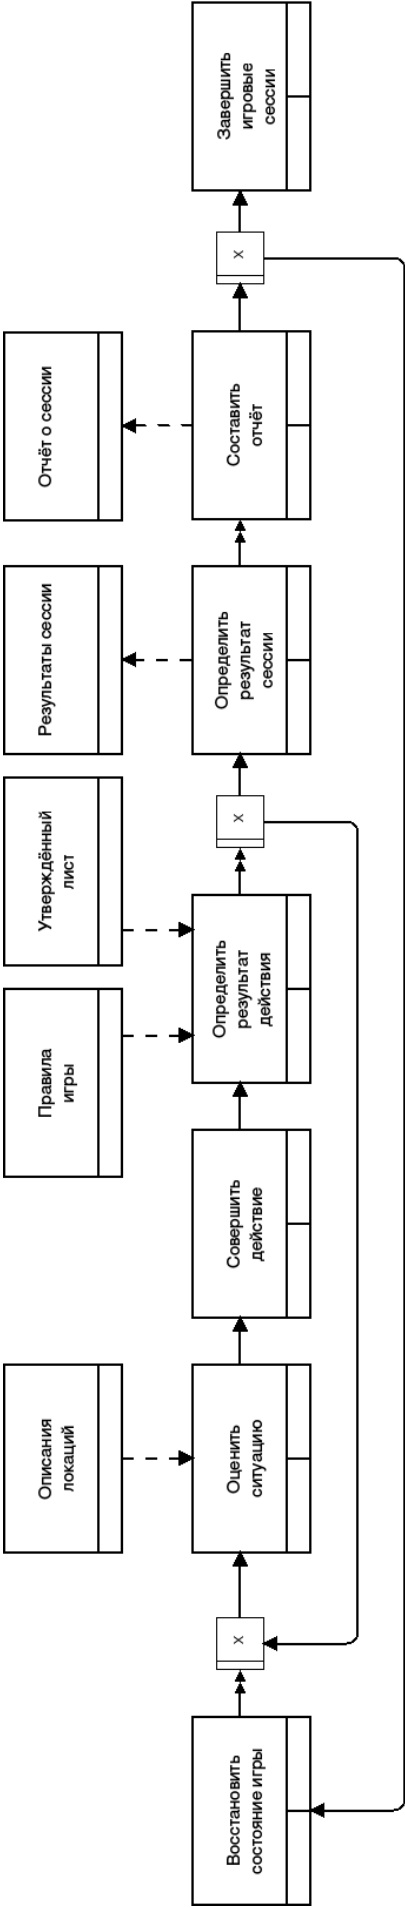 Описания
локаций
Правила
игры
Утверждённый
лист
Результаты сессии
Отчёт о сессии
Восстановить
состояние игры
X
Оценить
ситуацию
Совершить
действие
Определить
результат
действия
X
Определить
результат
сессии
Составить
отчёт
X
Завершить
игровые
сессии